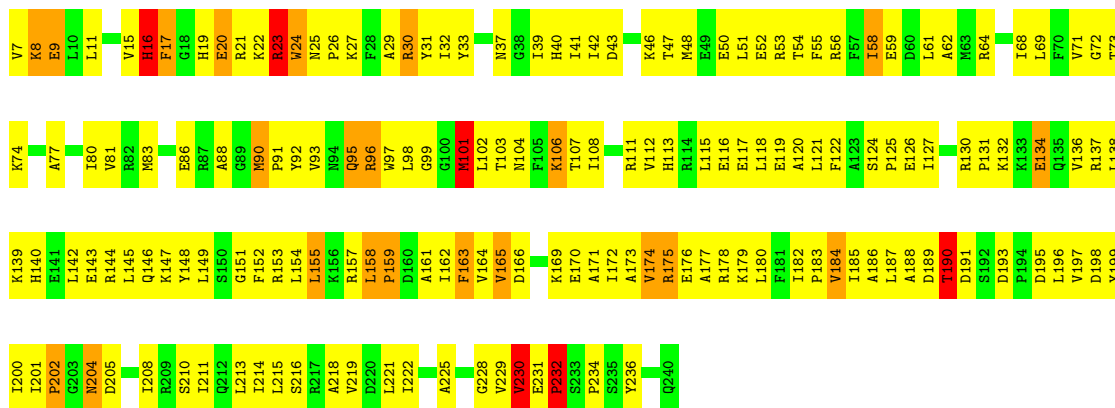 V7 K8 E9 L10 L11 V15 H16 F17 G18 H19 E20 R21 K22 R23 W24 N25 P26 K27 F28 A29 R30 Y31 I32 Y33 N37 G38 I39 H40 I41 I42 D43 K46 T47 M48 E49 E50 L51 E52 R53 T54 F55 R56 F57 I58 E59 D60 L61 A62 M63 R64 I68 L69 F70 V71 G72 T73
K74 A77 I80 V81 R82 M83 E86 R87 A88 G89 M90 P91 Y92 V93 N94 Q95 R96 W97 L98 G99 G100 M101 L102 T103 N104 F105 K106 T107 I108 R111 V112 H113 R114 L115 E116 E117 L118 E119 A120 L121 F122 A123 S124 P125 E126 I127 R130 P131 K132 K133 E134 Q135 V136 R137 L138
K139 H140 E141 L142 E143 R144 L145 Q146 K147 Y148 L149 S150 G151 F152 R153 L154 L155 K156 R157 L158 P159 D160 A161 I162 F163 V164 V165 D166 K169 E170 A171 I172 A173 V174 R175 E176 A177 R178 K179 L180 F181 I182 P183 V184 I185 A186 L187 A188 D189 T190 D191 S192 D193 P194 D195 L196 V197 D198 Y199
I200 I201 P202 G203 N204 D205 I208 R209 S210 I211 Q212 L213 I214 L215 S216 R217 A218 V219 D220 L221 I222 A225 G228 V229 V230 E231 P232 S233 P234 S235 Y236 Q240